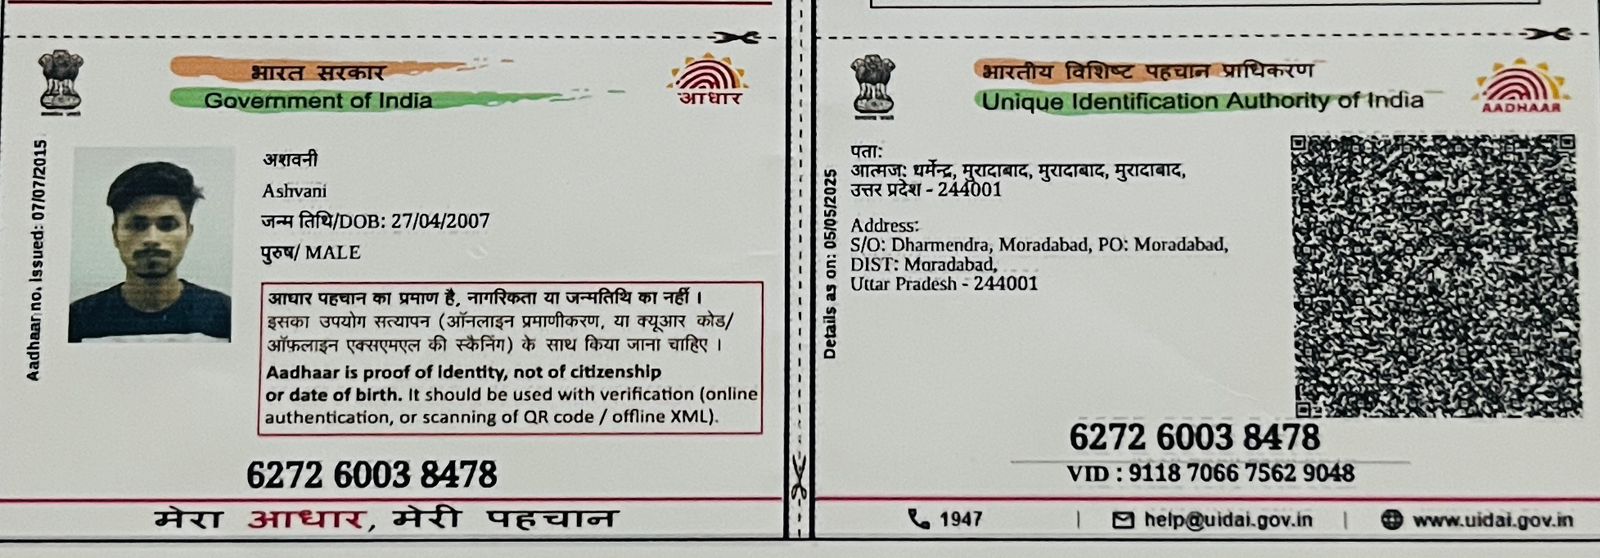 भारत सरकार
Government of India
आधार
Aadhaar no. issued: 07/07/2015
अशवनी
Ashvani
जन्म तिथि/DOB: 27/04/2007
पुरुष/ MALE
आधार पहचान का प्रमाण है, नागरिकता या जन्मतिथि का नहीं ।
इसका उपयोग सत्यापन (ऑनलाइन प्रमाणीकरण, या क्यूआर कोड/
ऑफ़लाइन एक्सएमएल की स्कैनिंग) के साथ किया जाना चाहिए ।
Aadhaar is proof of identity, not of citizenship
or date of birth. It should be used with verification (online
authentication, or scanning of QR code / offline XML).
6272 6003 8478
मेरा आधार, मेरी पहचान
भारतीय विशिष्ट पहचान प्राधिकरण
Unique Identification Authority of India
AADHAAR
Details as on: 05/05/2025
पता:
आत्मज: धर्मेन्द्र, मुरादाबाद, मुरादाबाद, मुरादाबाद,
उत्तर प्रदेश - 244001
Address:
S/O: Dharmendra, Moradabad, PO: Moradabad,
DIST: Moradabad,
Uttar Pradesh - 244001
6272 6003 8478
VID : 9118 7066 7562 9048
1947 | help@uidai.gov.in | www.uidai.gov.in